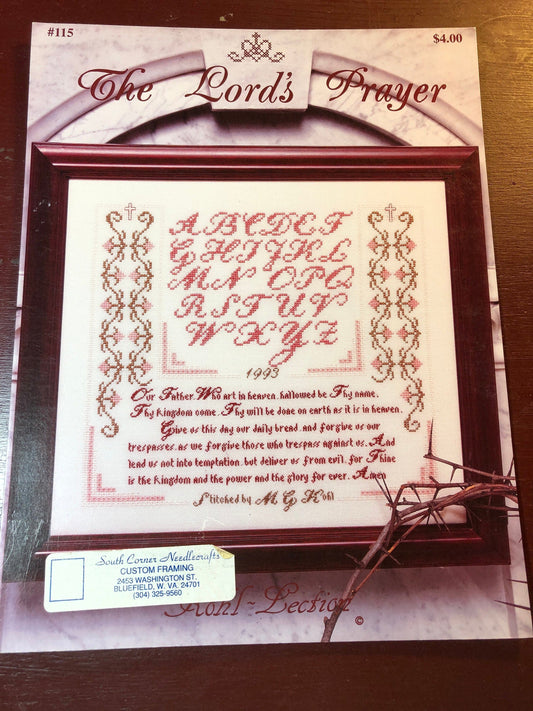 #115
$4.00
The Lord's Prayer
A B C D E F
G H I J K L
M N O P Q
R S T U V
W X Y Z
1993
Our Father, Who art in heaven, hallowed be Thy name,
Thy kingdom come, Thy will be done on earth as it is in heaven.
Give us this day our daily bread, and forgive us our
trespasses, as we forgive those who trespass against us, And
lead us not into temptation, but deliver us from evil, for Thine
is the kingdom and the power and the glory for ever. Amen
Stitched by M G Kohl
South Corner Needlecrafts
CUSTOM FRAMING
2453 WASHINGTON ST.
BLUEFIELD, W. VA. 24701
(304) 325-9560
Kohl-Lection ©